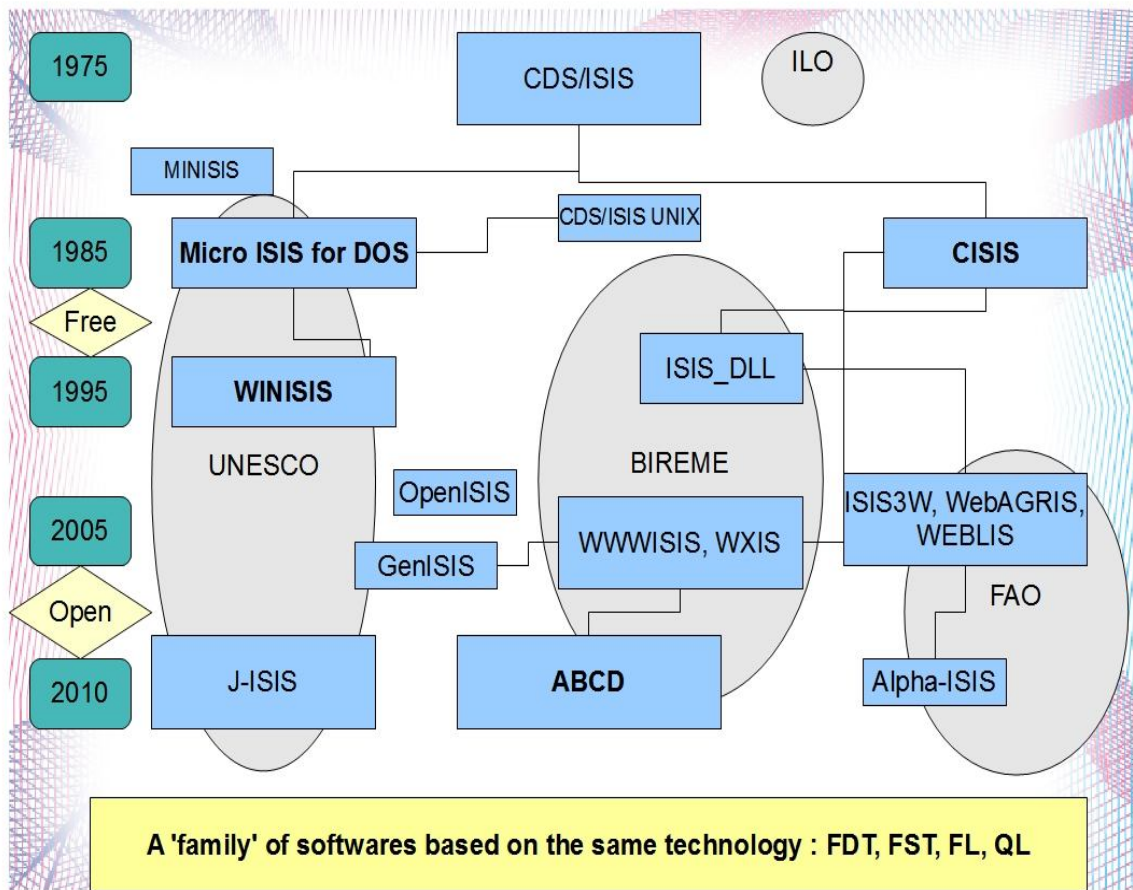 1975
CDS/ISIS
ILO
MINISIS
CDS/ISIS UNIX
1985
Micro ISIS for DOS
CISIS
Free
ISIS_DLL
1995
WINISIS
UNESCO
BIREME
OpenISIS
ISIS3W, WebAGRIS,
WEBLIS
2005
WWWISIS, WXIS
GenISIS
FAO
Open
J-ISIS
ABCD
Alpha-ISIS
2010
A 'family' of softwares based on the same technology : FDT, FST, FL, QL